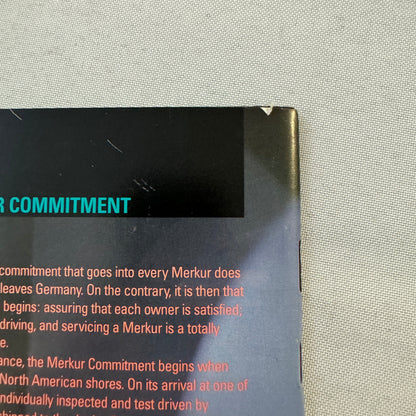 R COMMITMENT
commitment that goes into every Merkur does
leaves Germany. On the contrary, it is then that
begins: assuring that each owner is satisfied;
driving, and servicing a Merkur is a totally
e.
ance, the Merkur Commitment begins when
North American shores. On its arrival at one of
individually inspected and test driven by